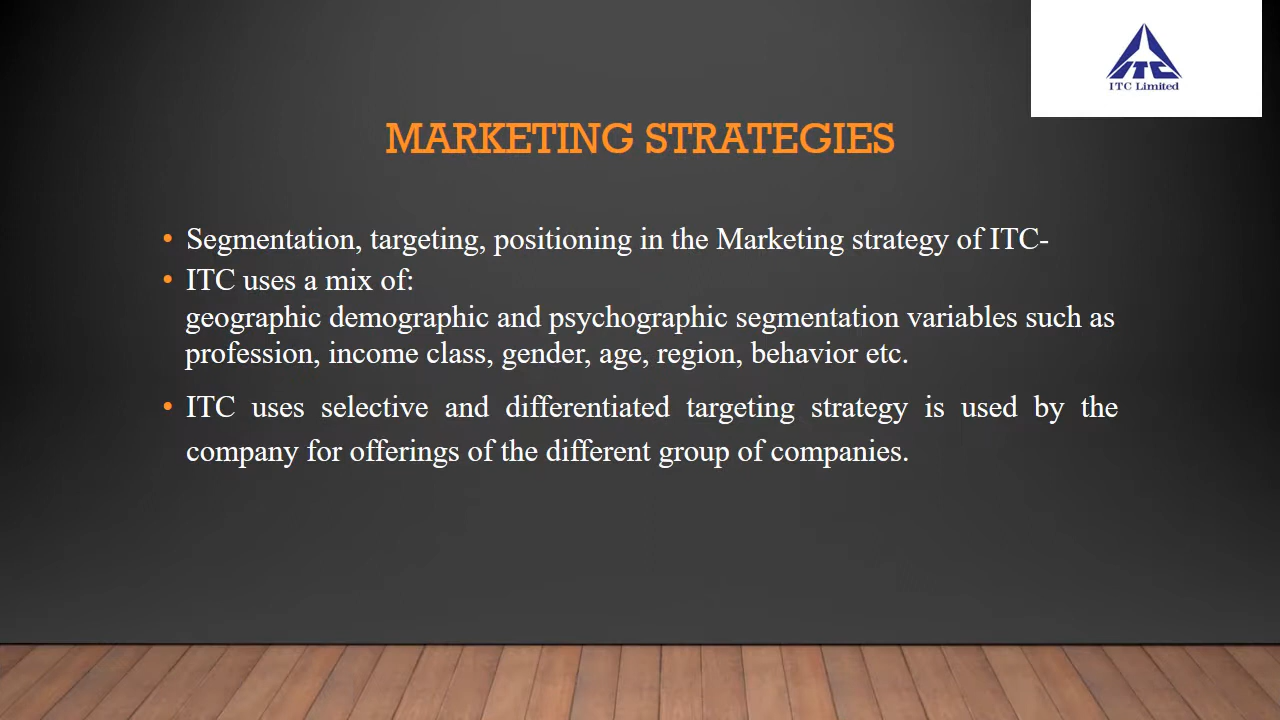 ITC
ITC Limited
MARKETING STRATEGIES
• Segmentation, targeting, positioning in the Marketing strategy of ITC-
• ITC uses a mix of:
geographic demographic and psychographic segmentation variables such as
profession, income class, gender, age, region, behavior etc.
• ITC uses selective and differentiated targeting strategy is used by the
company for offerings of the different group of companies.